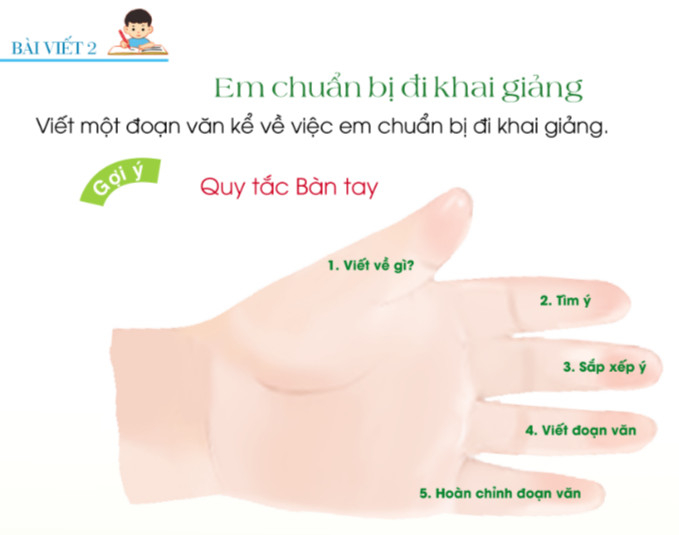 BÀI VIẾT 2
Em chuẩn bị đi khai giảng
Viết một đoạn văn kể về việc em chuẩn bị đi khai giảng.
Gợi ý
Quy tắc Bàn tay
1. Viết về gì?
2. Tìm ý
3. Sắp xếp ý
4. Viết đoạn văn
5. Hoàn chỉnh đoạn văn